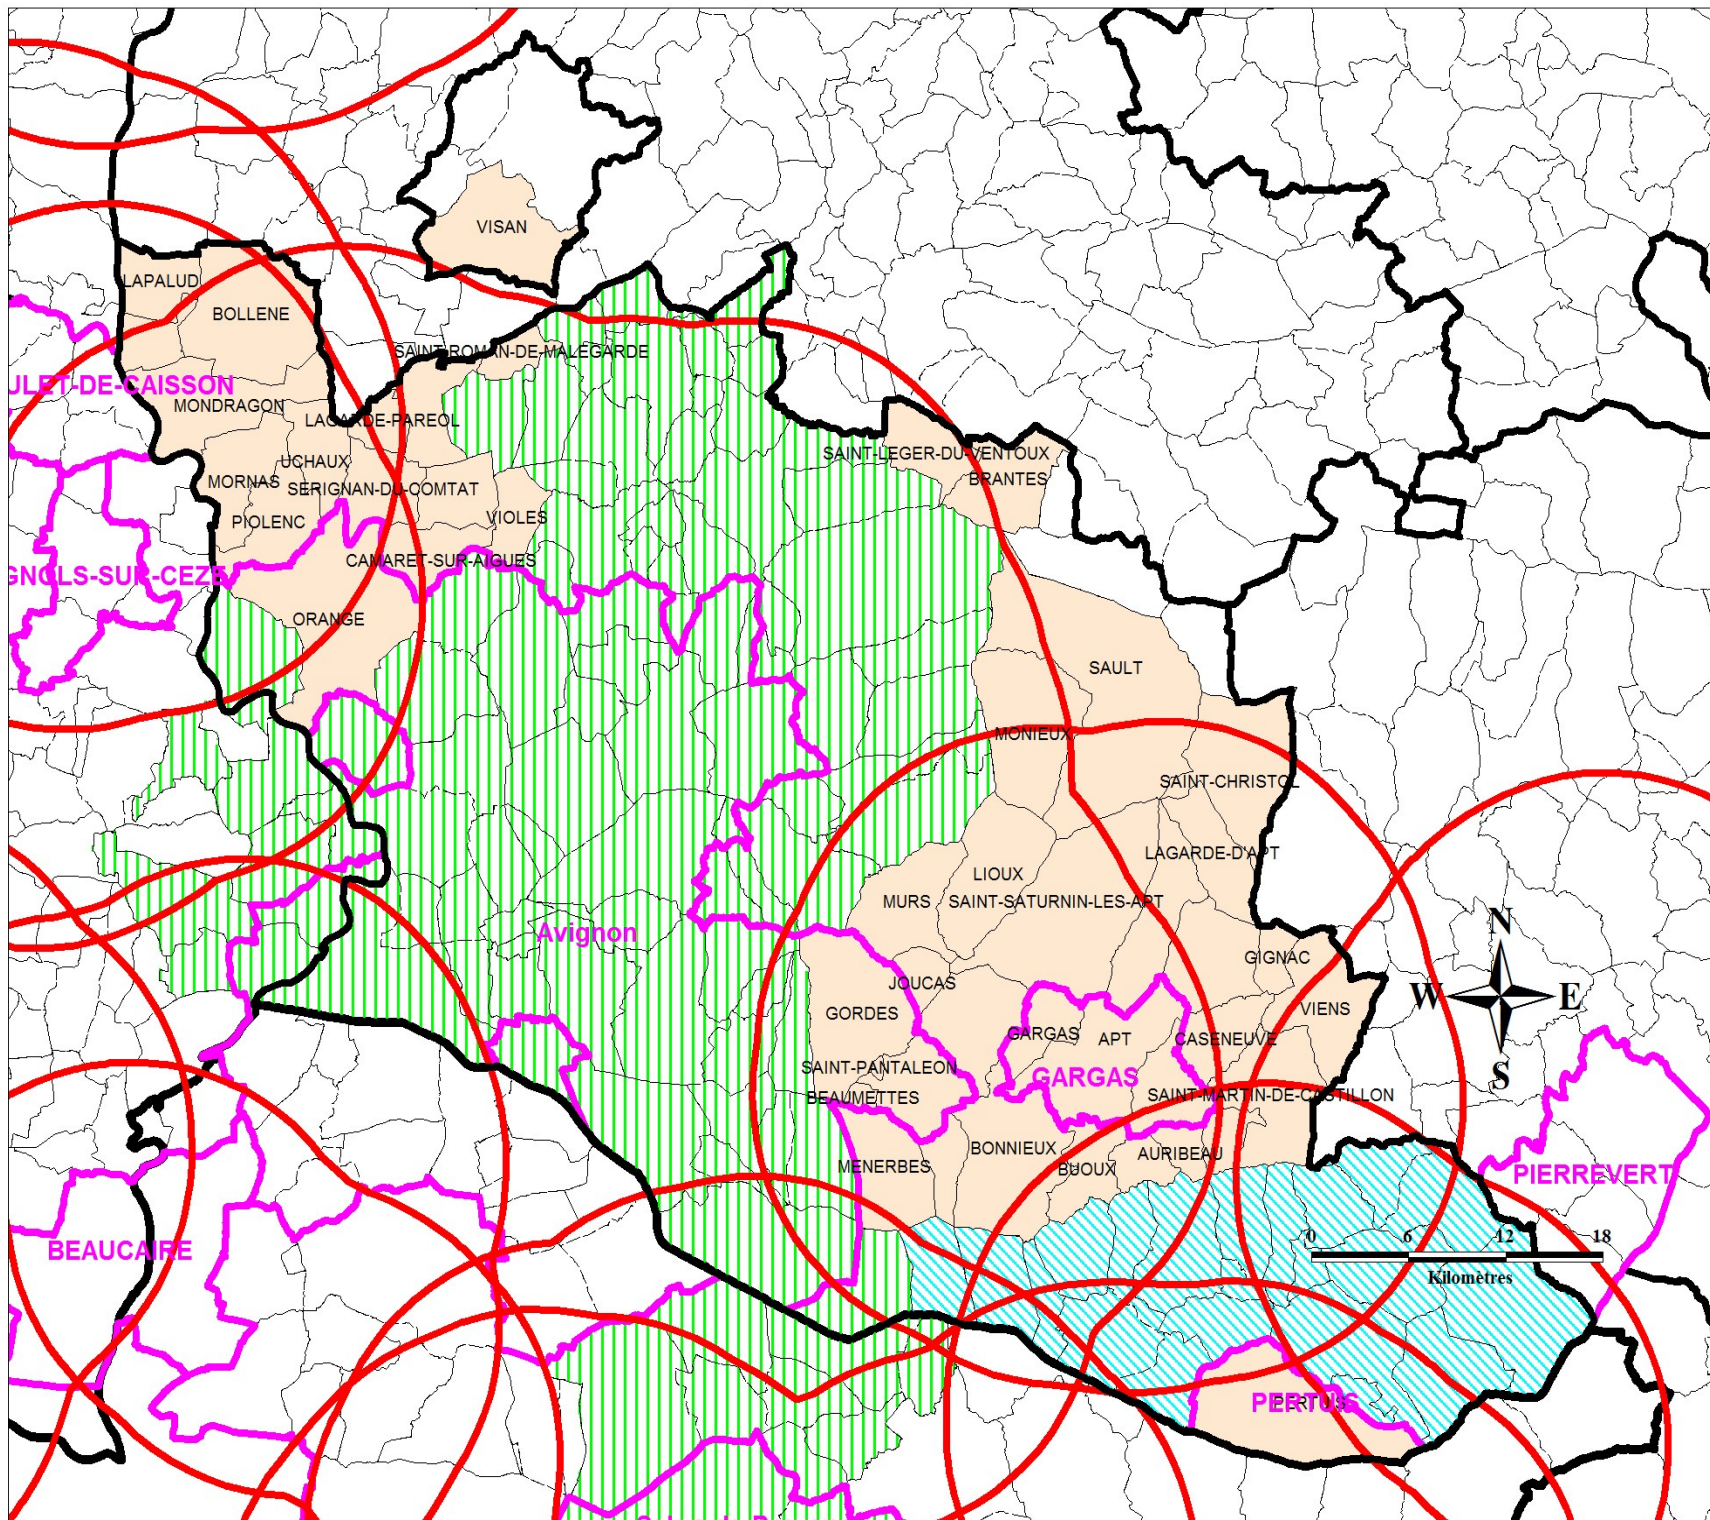 VISAN
LAPALUD
BOLLENE
SAINT-ROMAN-DE-MALEGARDE
ULET-DE-CAISSON
MONDRAGON
LAGARDE-PAREOL
SAINT-LEGER-DU-VENTOUX
UCHAUX
BRANTES
MORNAS
SERIGNAN-DU-COMTAT
PIOLENC
VIOLES
CAMARET-SUR-AIGUES
GNOLS-SUR-CEZE
ORANGE
SAULT
MONIEUX
SAINT-CHRISTOL
LAGARDE-D'APT
LIOUX
MURS
SAINT-SATURNIN-LES-APT
Avignon
N
GIGNAC
JOUCAS
W
E
GORDES
VIENS
GARGAS
APT
CASENEUVE
SAINT-PANTALEON
GARGAS
S
BEAUMETTES
SAINT-MARTIN-DE-CASTILLON
BONNIEUX
AURIBEAU
MENERBES
BUOUX
PIERREVERT
BEAUCAIRE
0 6 12 18
Kilomètres
PERTUIS